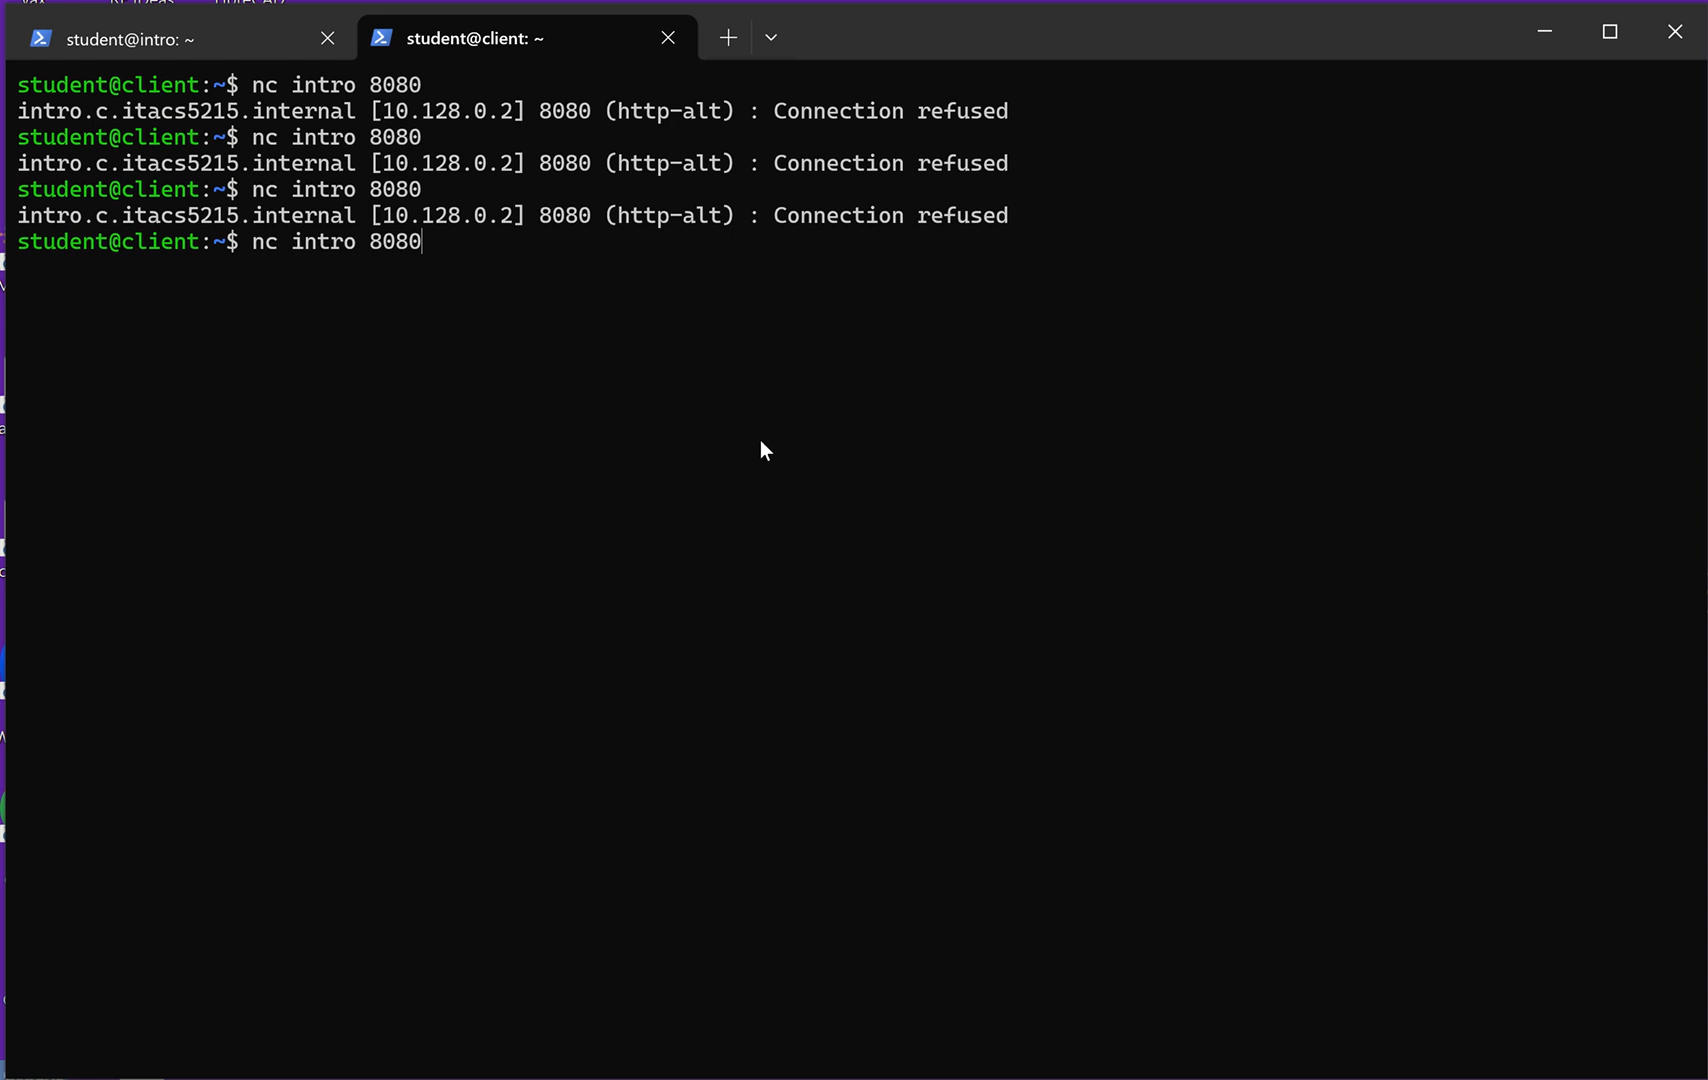 student@intro: ~
student@client: ~
student@client:~$ nc intro 8080
intro.c.itacs5215.internal [10.128.0.2] 8080 (http-alt) : Connection refused
student@client:~$ nc intro 8080
intro.c.itacs5215.internal [10.128.0.2] 8080 (http-alt) : Connection refused
student@client:~$ nc intro 8080
intro.c.itacs5215.internal [10.128.0.2] 8080 (http-alt) : Connection refused
student@client:~$ nc intro 8080